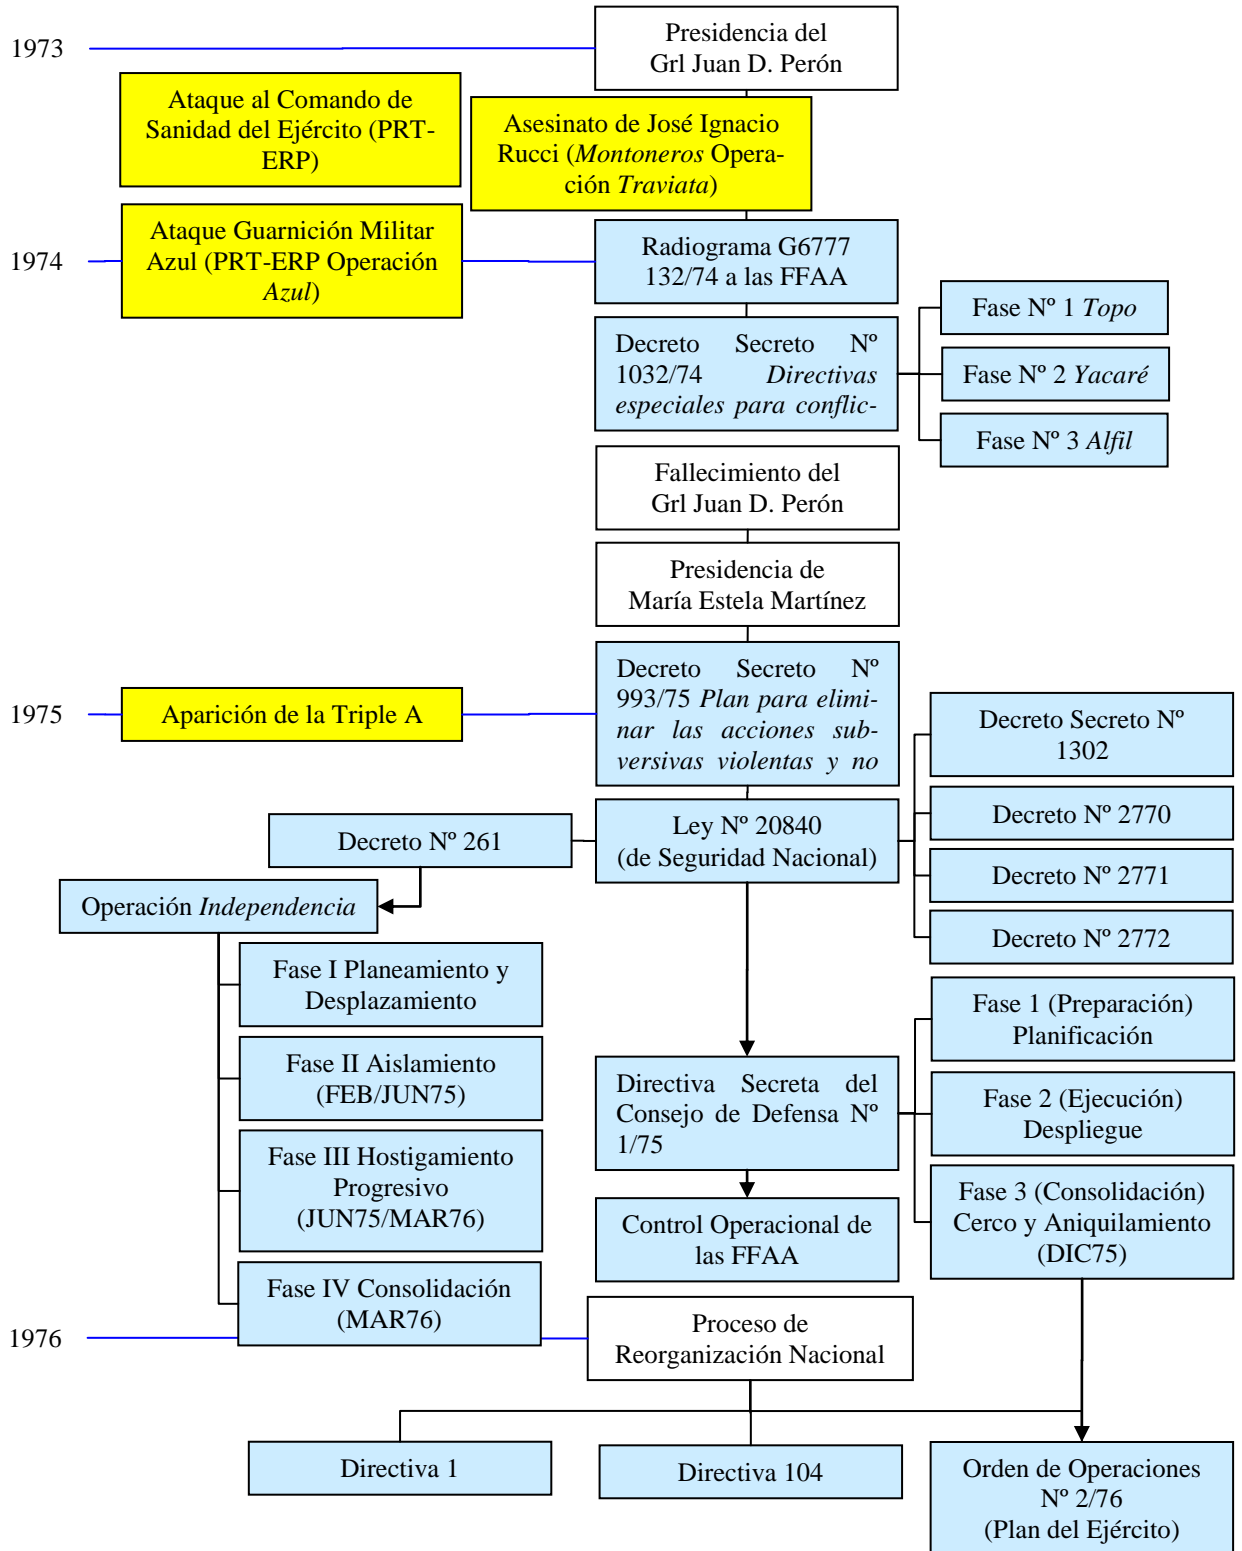 1973
Presidencia del
Grl Juan D. Perón
Ataque al Comando de
Sanidad del Ejército (PRT-
ERP)
Asesinato de José Ignacio
Rucci (Montoneros Opera-
ción Traviata)
1974
Ataque Guarnición Militar
Azul (PRT-ERP Operación
Azul)
Radiograma G6777
132/74 a las FFAA
Decreto Secreto Nº
1032/74 Directivas
especiales para conflic-
Fase Nº 1 Topo
Fase Nº 2 Yacaré
Fase Nº 3 Alfil
Fallecimiento del
Grl Juan D. Perón
Presidencia de
María Estela Martínez
1975
Aparición de la Triple A
Decreto Secreto Nº
993/75 Plan para elimi-
nar las acciones sub-
versivas violentas y no
Decreto Secreto Nº
1302
Decreto Nº 2770
Decreto Nº 2771
Decreto Nº 2772
Ley Nº 20840
(de Seguridad Nacional)
Decreto Nº 261
Operación Independencia
Fase I Planeamiento y
Desplazamiento
Fase II Aislamiento
(FEB/JUN75)
Fase III Hostigamiento
Progresivo
(JUN75/MAR76)
Fase IV Consolidación
(MAR76)
Directiva Secreta del
Consejo de Defensa Nº
1/75
Fase 1 (Preparación)
Planificación
Fase 2 (Ejecución)
Despliegue
Fase 3 (Consolidación)
Cerco y Aniquilamiento
(DIC75)
Control Operacional de
las FFAA
1976
Proceso de
Reorganización Nacional
Directiva 1
Directiva 104
Orden de Operaciones
Nº 2/76
(Plan del Ejército)